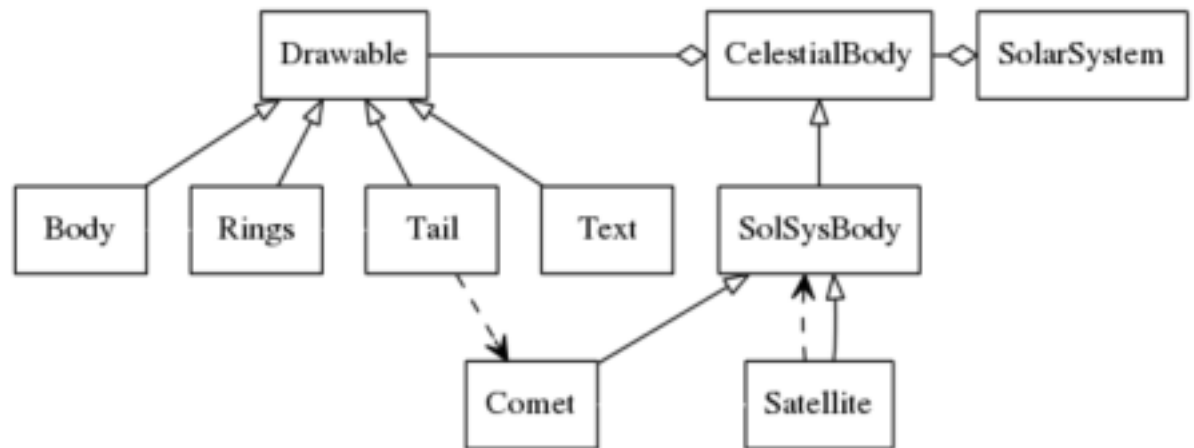 Drawable
CelestialBody
SolarSystem
Body
Rings
Tail
Text
SolSysBody
Comet
Satellite